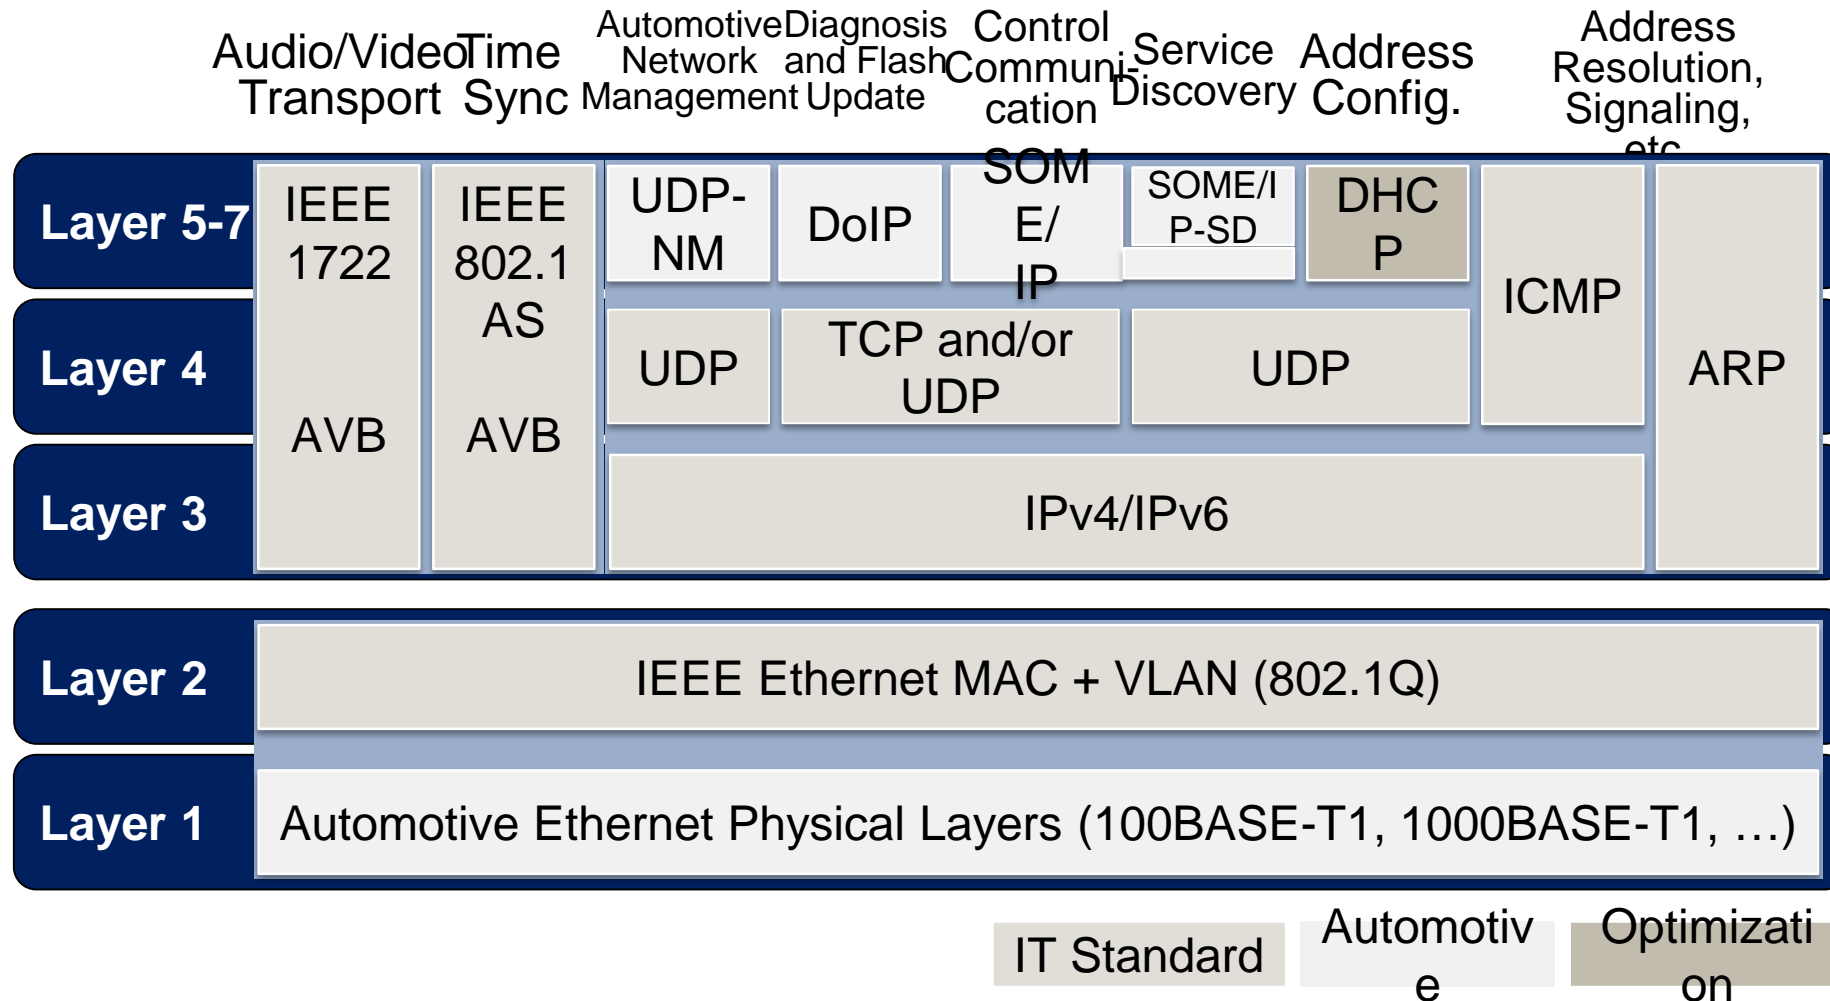 Audio/Video
Transport
Time
Sync
Automotive
Network
Management
Diagnosis
and Flash
Update
Control
Communi-
cation
Service
Discovery
Address
Config.
Address
Resolution,
Signaling,
etc
Layer 5-7
IEEE
1722
AVB
IEEE
802.1
AS
AVB
UDP-
NM
DoIP
SOM
E/
IP
SOME/I
P-SD
DHC
P
ICMP
ARP
Layer 4
UDP
TCP and/or
UDP
UDP
Layer 3
IPv4/IPv6
Layer 2
IEEE Ethernet MAC + VLAN (802.1Q)
Layer 1
Automotive Ethernet Physical Layers (100BASE-T1, 1000BASE-T1, …)
IT Standard
Automotiv
e
Optimizati
on